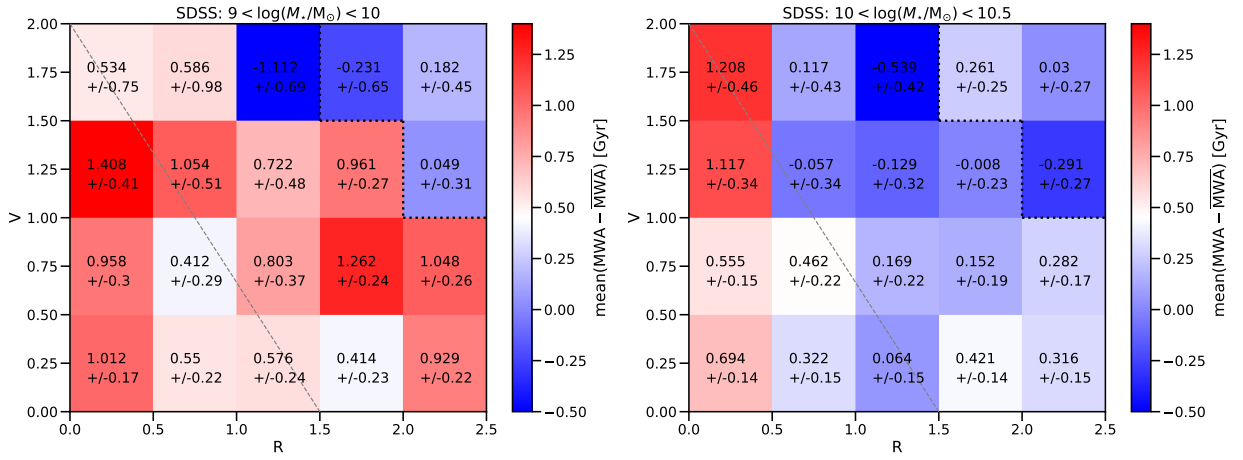 SDSS: 9 < log(M⋆/M⊙) < 10
2.00
1.75
1.50
1.25
1.00
0.75
0.50
0.25
0.00
V
0.534 0.586 -1.112 -0.231 0.182
+/-0.75 +/-0.98 +/-0.69 +/-0.65 +/-0.45
1.408 1.054 0.722 0.961 0.049
+/-0.41 +/-0.51 +/-0.48 +/-0.27 +/-0.31
0.958 0.412 0.803 1.262 1.048
+/-0.3 +/-0.29 +/-0.37 +/-0.24 +/-0.26
1.012 0.55 0.576 0.414 0.929
+/-0.17 +/-0.22 +/-0.24 +/-0.23 +/-0.22
0.0 0.5 1.0 1.5 2.0 2.5
R
1.25
1.00
0.75
0.50
0.25
0.00
−0.25
−0.50
mean(MWA − M̅W̅A̅) [Gyr]
SDSS: 10 < log(M⋆/M⊙) < 10.5
2.00
1.75
1.50
1.25
1.00
0.75
0.50
0.25
0.00
V
1.208 0.117 -0.539 0.261 0.03
+/-0.46 +/-0.43 +/-0.42 +/-0.25 +/-0.27
1.117 -0.057 -0.129 -0.008 -0.291
+/-0.34 +/-0.34 +/-0.32 +/-0.23 +/-0.27
0.555 0.462 0.169 0.152 0.282
+/-0.15 +/-0.22 +/-0.22 +/-0.19 +/-0.17
0.694 0.322 0.064 0.421 0.316
+/-0.14 +/-0.15 +/-0.15 +/-0.14 +/-0.15
0.0 0.5 1.0 1.5 2.0 2.5
R
1.25
1.00
0.75
0.50
0.25
0.00
−0.25
−0.50
mean(MWA − M̅W̅A̅) [Gyr]